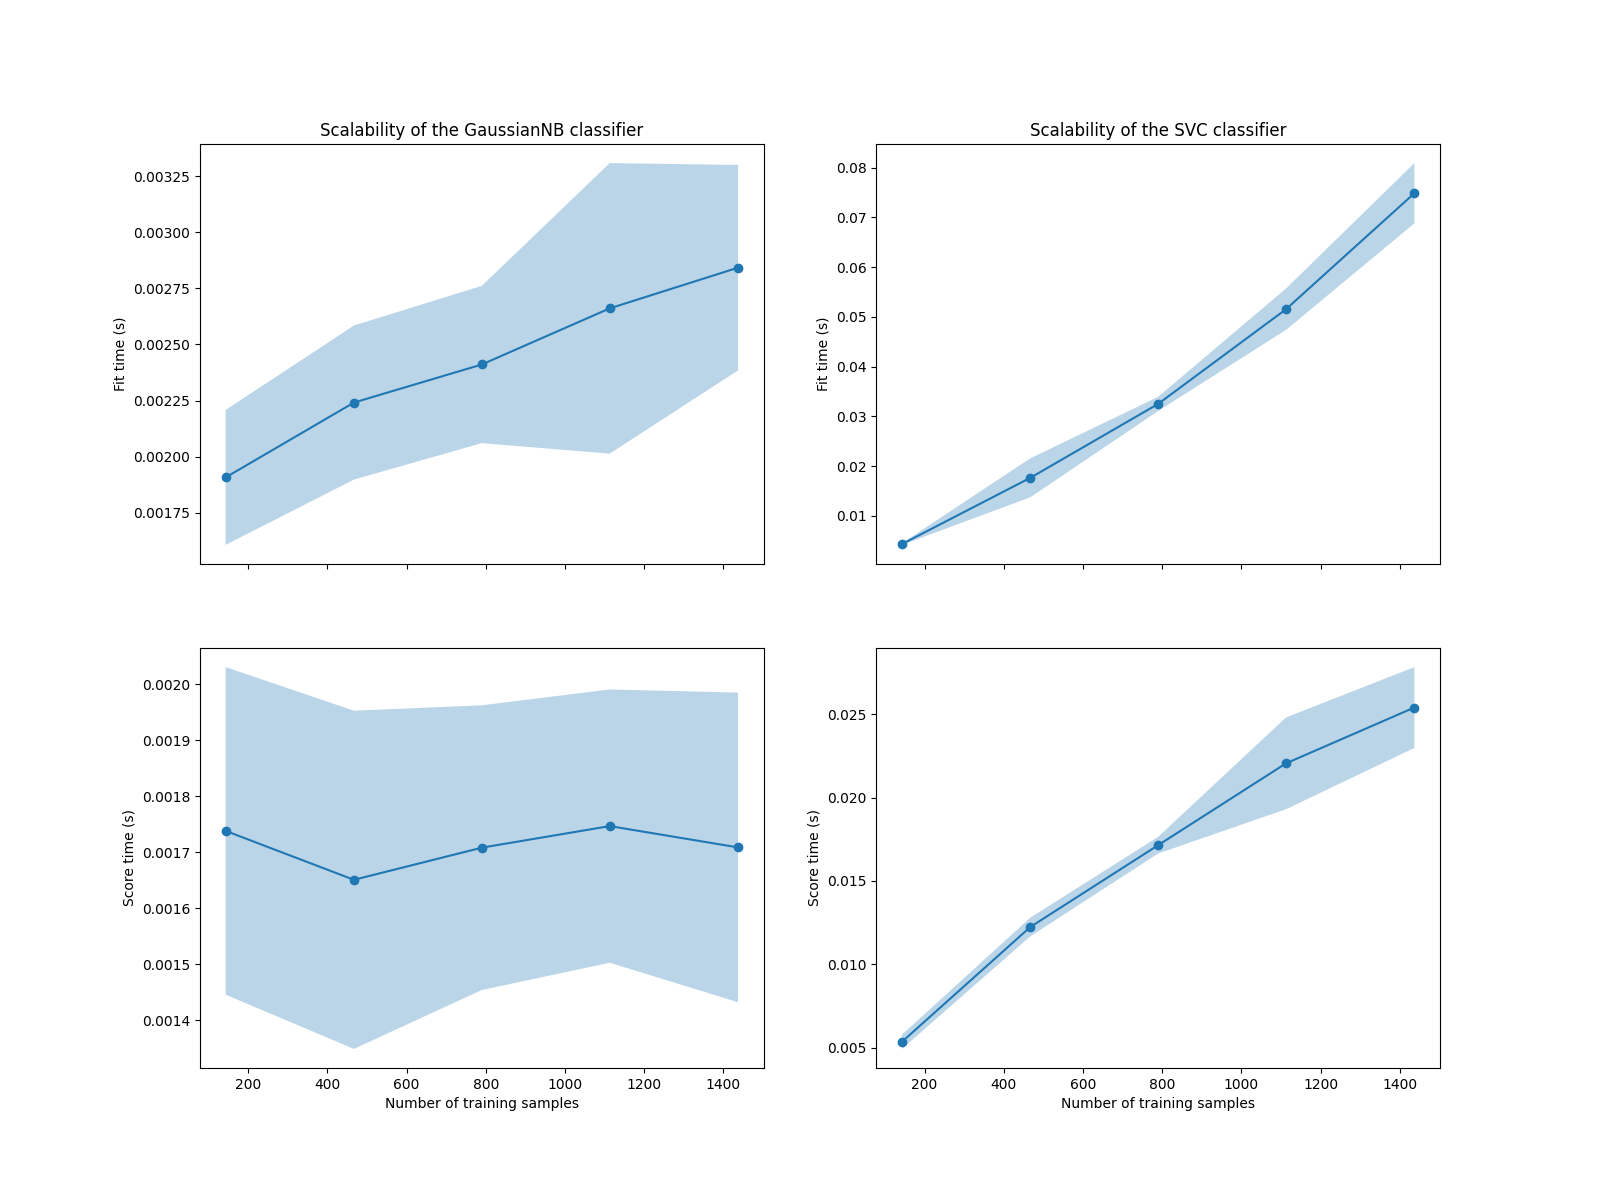 Scalability of the GaussianNB classifier
Fit time (s)
0.00325
0.00300
0.00275
0.00250
0.00225
0.00200
0.00175
Scalability of the SVC classifier
Fit time (s)
0.08
0.07
0.06
0.05
0.04
0.03
0.02
0.01
Score time (s)
0.0020
0.0019
0.0018
0.0017
0.0016
0.0015
0.0014
200 400 600 800 1000 1200 1400
Number of training samples
Score time (s)
0.025
0.020
0.015
0.010
0.005
200 400 600 800 1000 1200 1400
Number of training samples